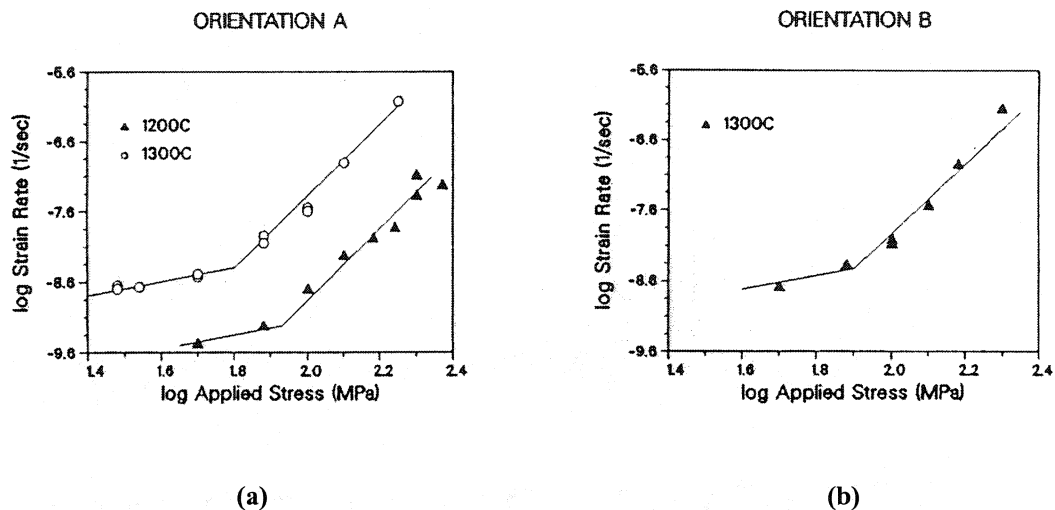 ORIENTATION A
-5.6
-6.6
-7.6
-8.6
-9.6
log Strain Rate (1/sec)
1200C
1300C
1.4 1.6 1.8 2.0 2.2 2.4
log Applied Stress (MPa)
(a)
ORIENTATION B
-5.6
-6.6
-7.6
-8.6
-9.6
log Strain Rate (1/sec)
1300C
1.4 1.6 1.8 2.0 2.2 2.4
log Applied Stress (MPa)
(b)